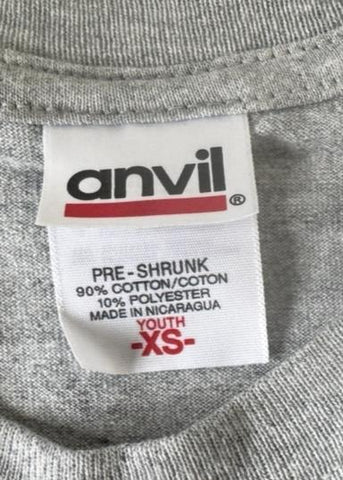 anvil®
PRE-SHRUNK
90% COTTON/COTON
10% POLYESTER
MADE IN NICARAGUA
YOUTH
-XS-